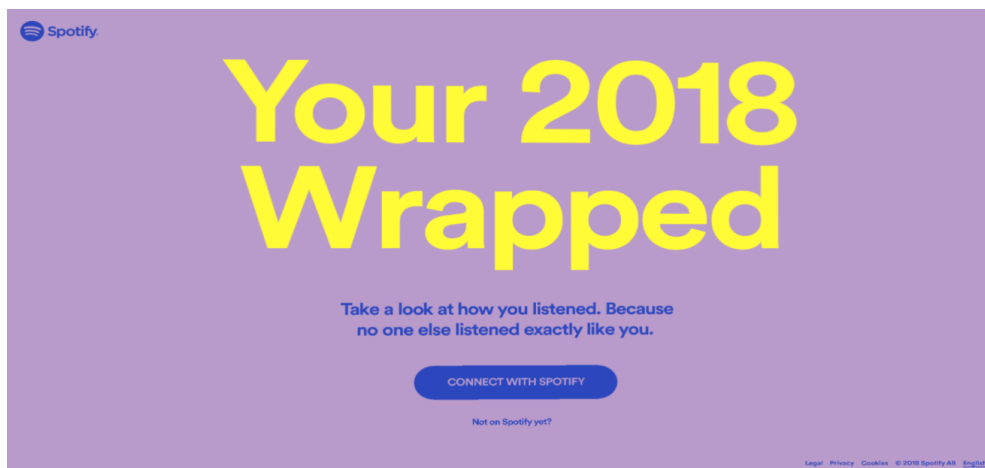 Spotify
Your 2018
Wrapped
Take a look at how you listened. Because
no one else listened exactly like you.
CONNECT WITH SPOTIFY
Not on Spotify yet?
Legal Privacy Cookies © 2018 Spotify AB English